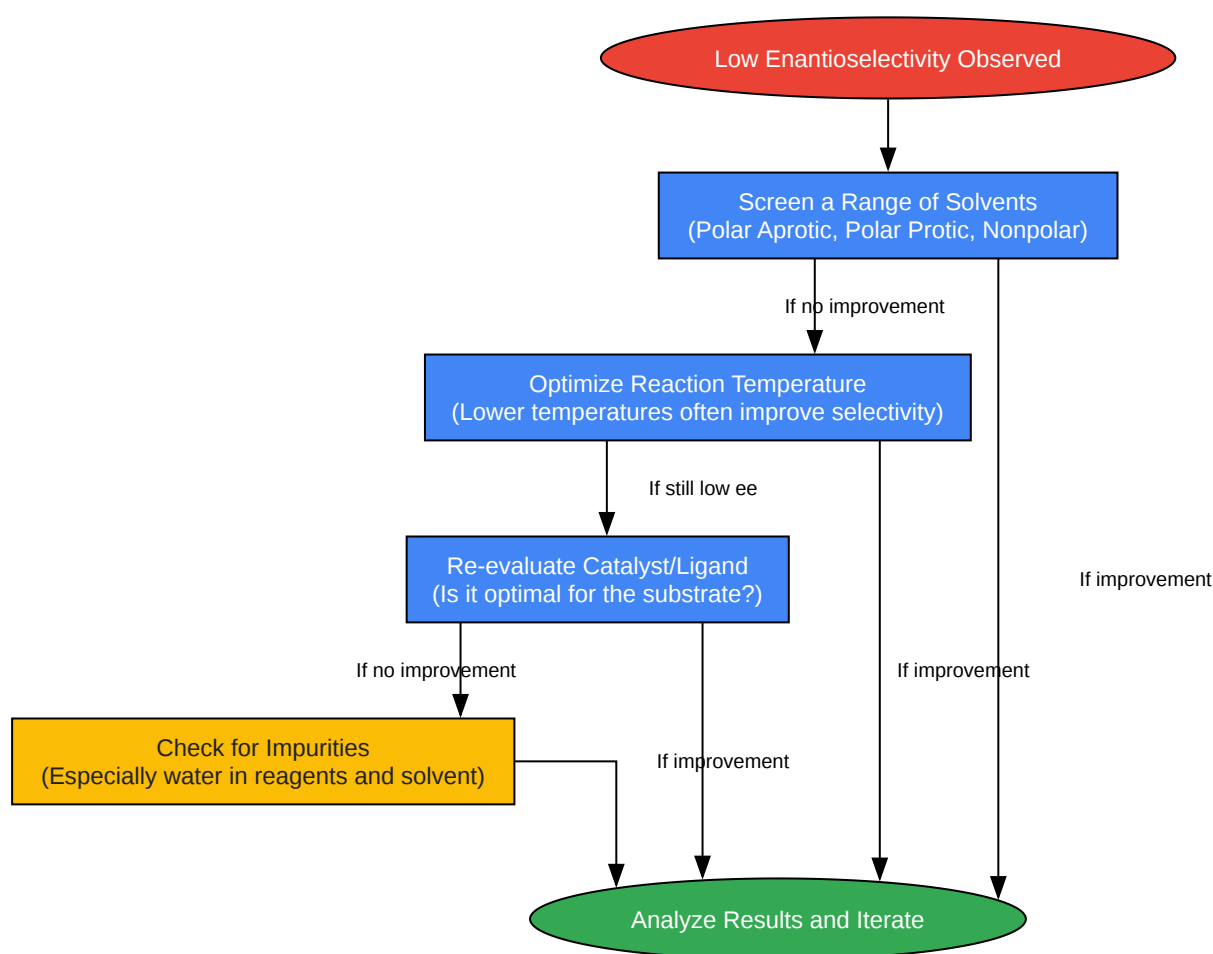 Low Enantioselectivity Observed
Screen a Range of Solvents
(Polar Aprotic, Polar Protic, Nonpolar)
If no improvement
Optimize Reaction Temperature
(Lower temperatures often improve selectivity)
If still low ee
Re-evaluate Catalyst/Ligand
(Is it optimal for the substrate?)
If improvement
If no improvement
If improvement
Check for Impurities
(Especially water in reagents and solvent)
If improvement
Analyze Results and Iterate